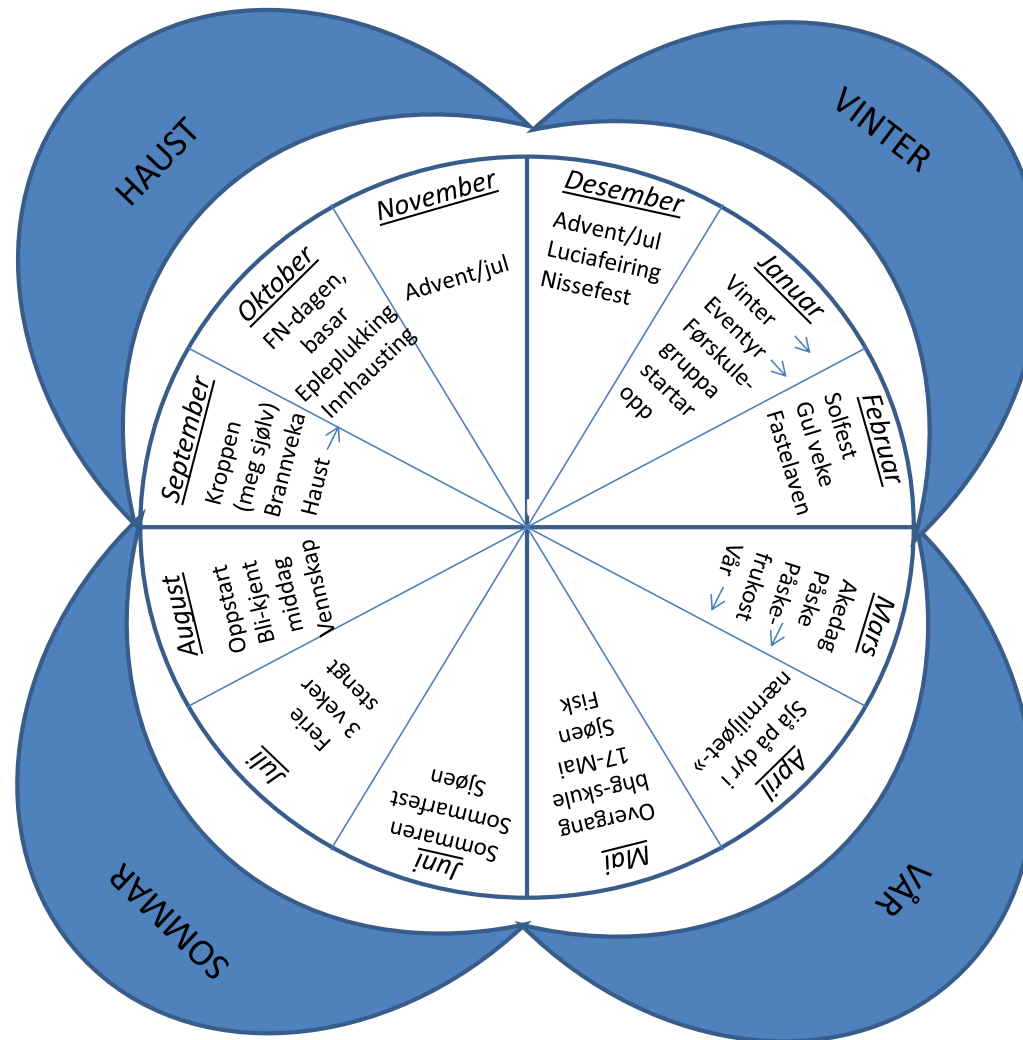 HAUST
VINTER
VÅR
SOMMAR
Desember
Advent/Jul
Luciafeiring
Nissefest
Januar
Vinter
Eventyr
Førskule-
gruppa
startar
opp
Februar
Solfest
Gul veke
Fastelaven
Mars
Akedag
Påske
påske-
frukost
Vår
April
Sjå på dyr i
nærmiljøet-»
Mai
Overgang
bhg-skule
17-Mai
Sjøen
Fisk
Juni
Sommaren
Sommarfest
Sjøen
Juli
Ferie
3 veker
stengt
August
Oppstart
Bli-kjent
middag
Vennskap
September
Kroppen
(meg sjølv)
Brannveka
Haust
Oktober
FN-dagen,
basar
Epleplukking
Innhausting
November
Advent/jul